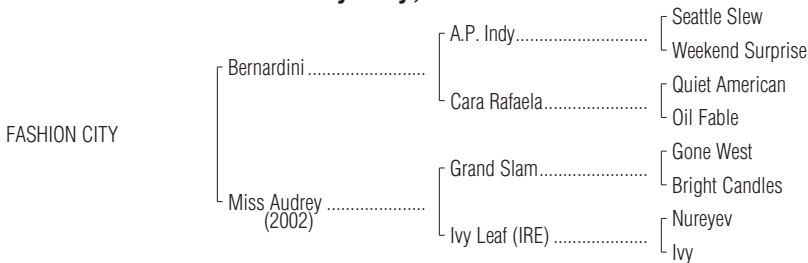 Seattle Slew
A.P. Indy
Weekend Surprise
Bernardini
Quiet American
Cara Rafaela
Oil Fable
FASHION CITY
Gone West
Grand Slam
Bright Candles
Miss Audrey
(2002)
Nureyev
Ivy Leaf (IRE)
Ivy